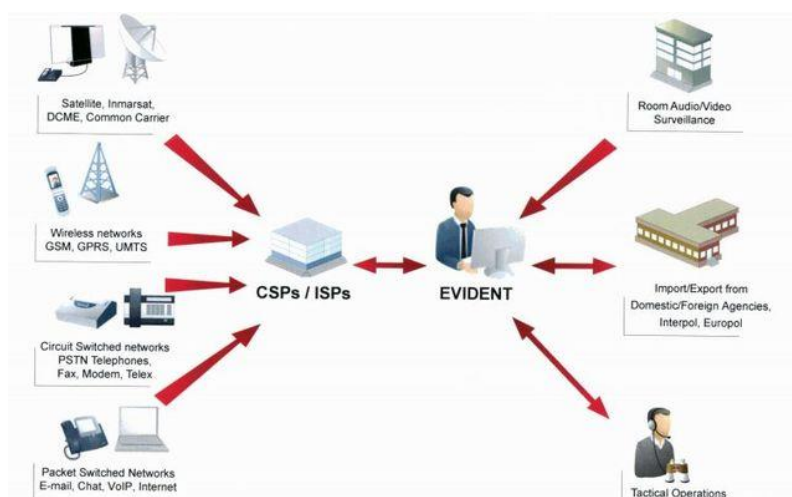 Satellite, Inmarsat,
DCME, Common Carrier
Wireless networks
GSM, GPRS, UMTS
Circuit Switched networks
PSTN Telephones,
Fax, Modem, Telex
Packet Switched Networks
E-mail, Chat, VoIP, Internet
CSPs / ISPs
EVIDENT
Room Audio/Video
Surveillance
Import/Export from
Domestic/Foreign Agencies,
Interpol, Europol
Tactical Operations